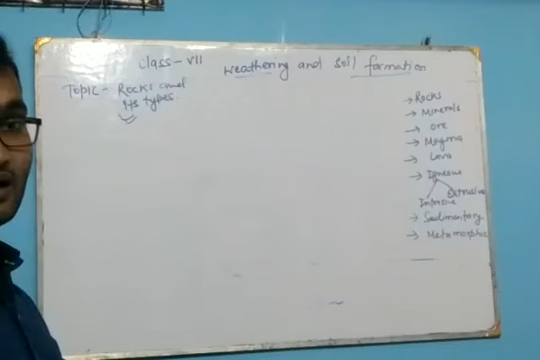 Class-VII weathering and soil formation
Topic- Rocks and
its types
→ Rocks
→ Minerals
→ Ore
→ Magma
→ Lava
→ Igneous
Extrusive
Intrusive
→ Sedimentary
→ Metamorphic